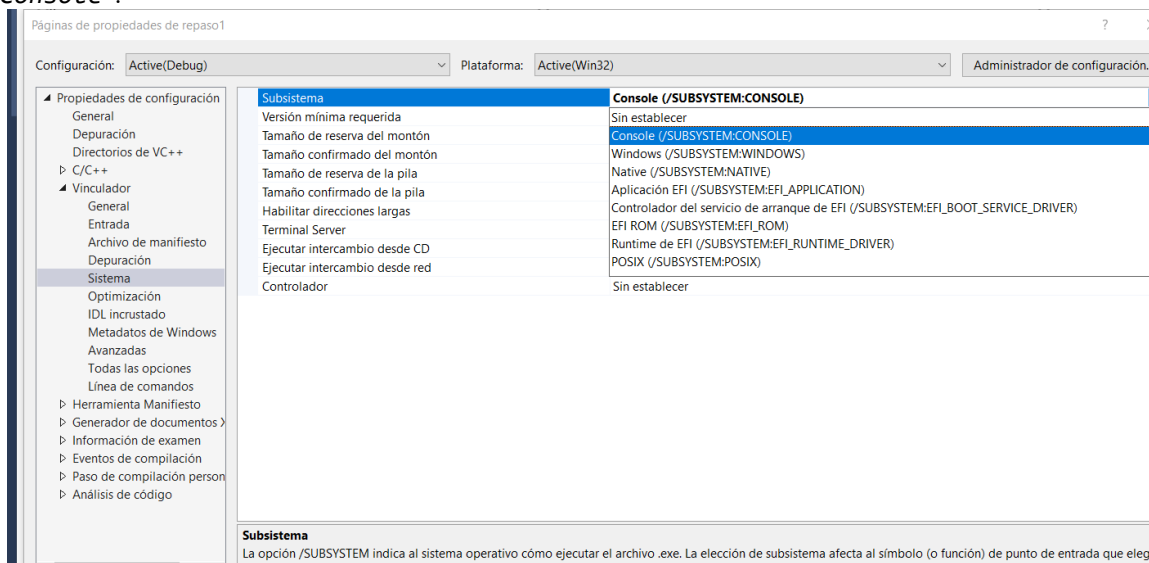 Console".
Páginas de propiedades de repaso1 ?
Configuración: Active(Debug) Plataforma: Active(Win32) Administrador de configuración.
Propiedades de configuración
General
Depuración
Directorios de VC++
C/C++
Vinculador
General
Entrada
Archivo de manifiesto
Depuración
Sistema
Optimización
IDL incrustado
Metadatos de Windows
Avanzadas
Todas las opciones
Línea de comandos
Herramienta Manifiesto
Generador de documentos X
Información de examen
Eventos de compilación
Paso de compilación person
Análisis de código
Subsistema Console (/SUBSYSTEM:CONSOLE)
Versión mínima requerida Sin establecer
Tamaño de reserva del montón Console (/SUBSYSTEM:CONSOLE)
Tamaño confirmado del montón Windows (/SUBSYSTEM:WINDOWS)
Tamaño de reserva de la pila Native (/SUBSYSTEM:NATIVE)
Tamaño confirmado de la pila Aplicación EFI (/SUBSYSTEM:EFI_APPLICATION)
Habilitar direcciones largas Controlador del servicio de arranque de EFI (/SUBSYSTEM:EFI_BOOT_SERVICE_DRIVER)
Terminal Server EFI ROM (/SUBSYSTEM:EFI_ROM)
Ejecutar intercambio desde CD Runtime de EFI (/SUBSYSTEM:EFI_RUNTIME_DRIVER)
Ejecutar intercambio desde red POSIX (/SUBSYSTEM:POSIX)
Controlador Sin establecer
Subsistema
La opción /SUBSYSTEM indica al sistema operativo cómo ejecutar el archivo .exe. La elección de subsistema afecta al símbolo (o función) de punto de entrada que eleg